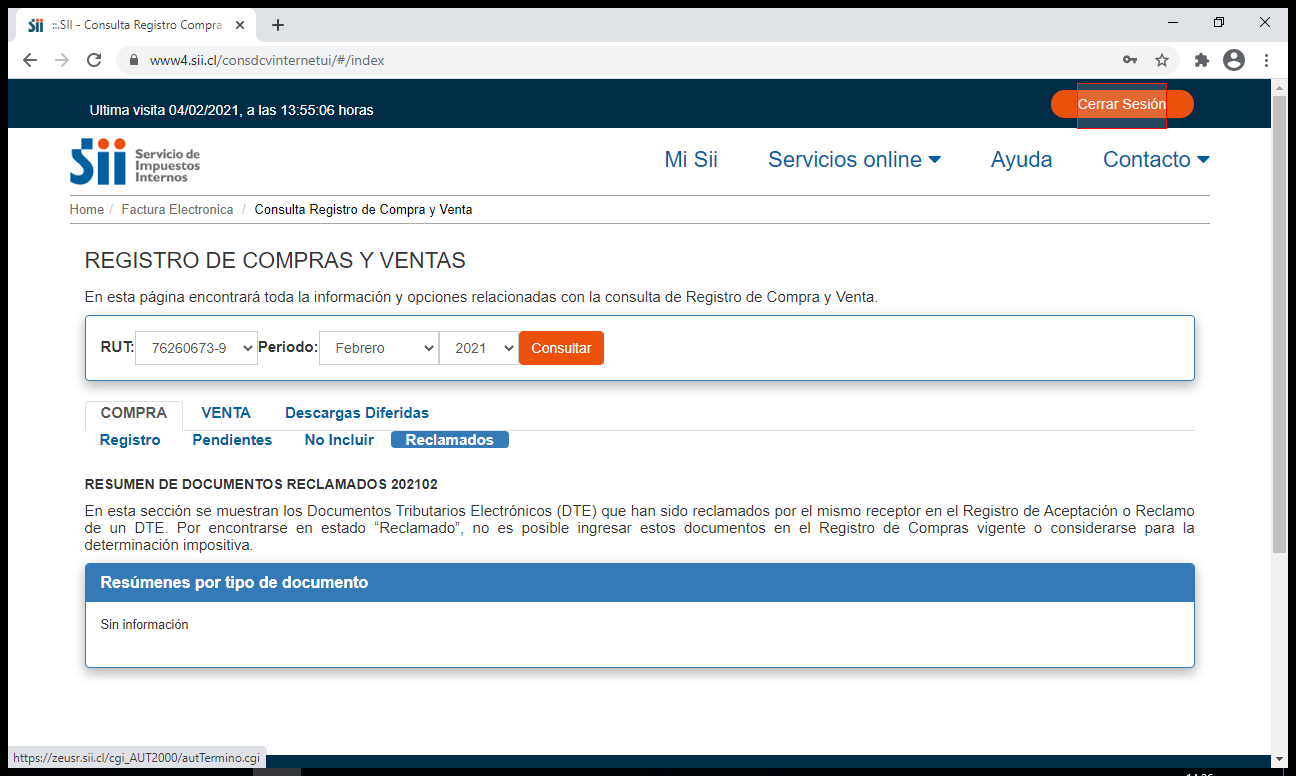 ::.SII - Consulta Registro Compra
www4.sii.cl/consdcvinternetui/#/index
Ultima visita 04/02/2021, a las 13:55:06 horas
Cerrar Sesión
sii Servicio de Impuestos Internos
Mi Sii Servicios online Ayuda Contacto
Home / Factura Electronica / Consulta Registro de Compra y Venta
REGISTRO DE COMPRAS Y VENTAS
En esta página encontrará toda la información y opciones relacionadas con la consulta de Registro de Compra y Venta.
RUT: 76260673-9 Periodo: Febrero 2021 Consultar
COMPRA VENTA Descargas Diferidas
Registro Pendientes No Incluir Reclamados
RESUMEN DE DOCUMENTOS RECLAMADOS 202102
En esta sección se muestran los Documentos Tributarios Electrónicos (DTE) que han sido reclamados por el mismo receptor en el Registro de Aceptación o Reclamo
de un DTE. Por encontrarse en estado “Reclamado”, no es posible ingresar estos documentos en el Registro de Compras vigente o considerarse para la
determinación impositiva.
Resúmenes por tipo de documento
Sin información
https://zeusr.sii.cl/cgi_AUT2000/autTermino.cgi